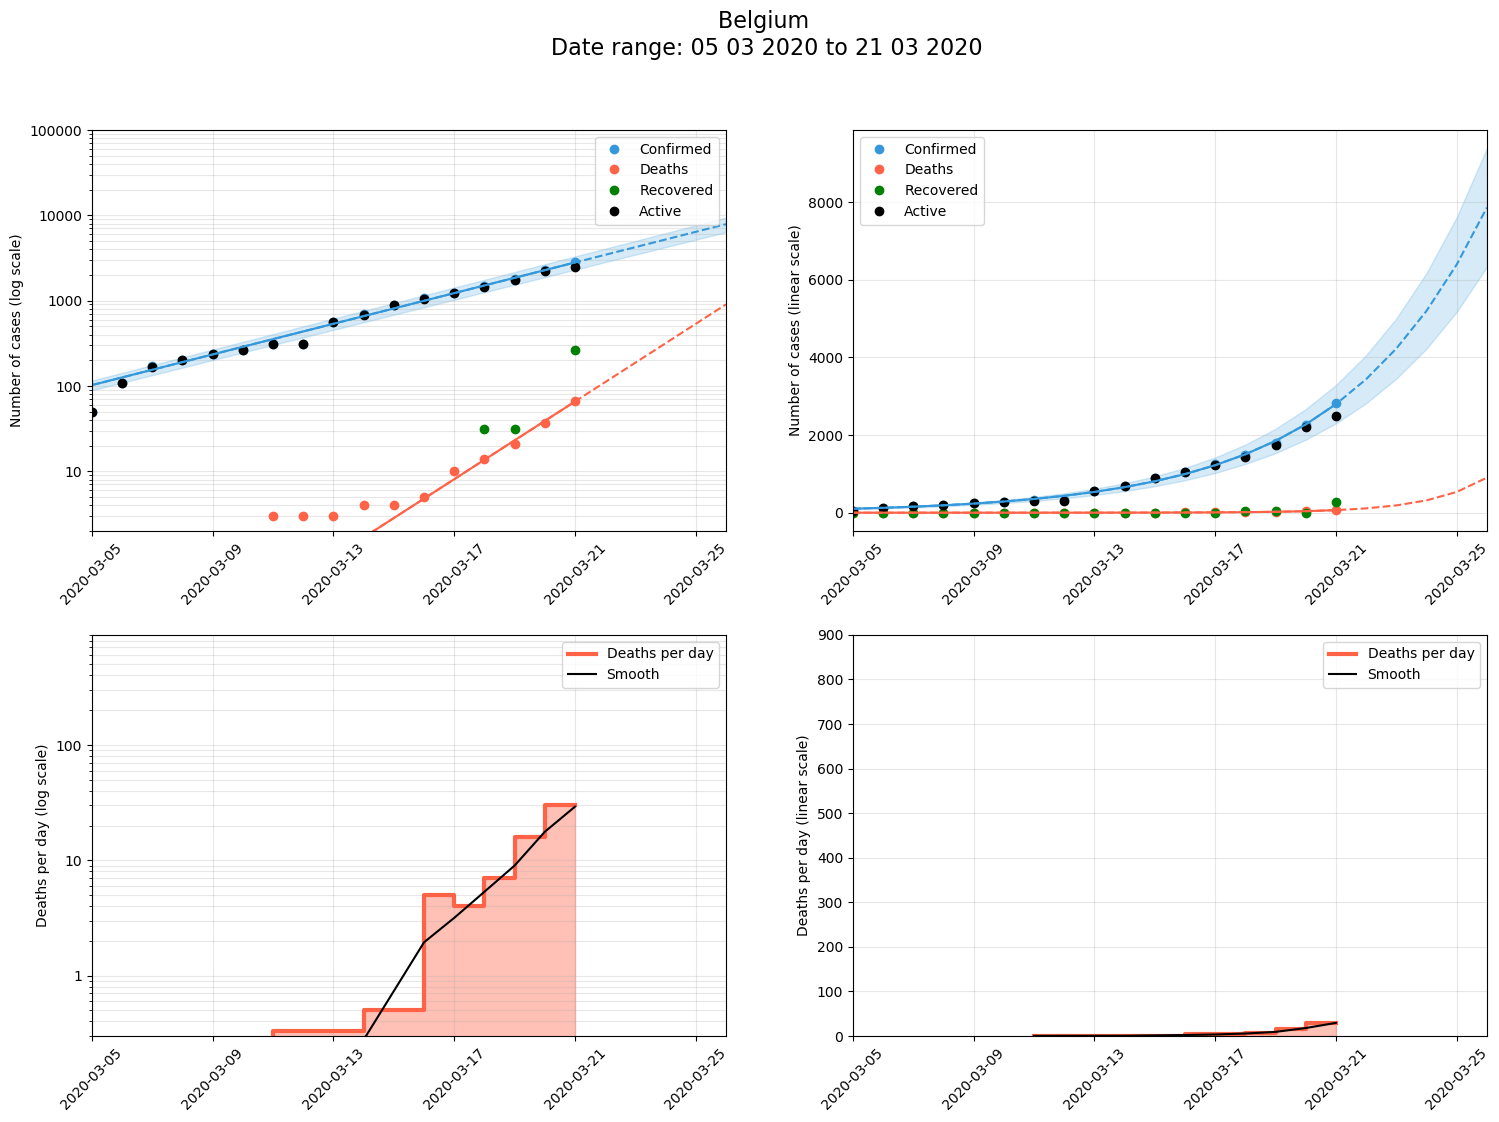 Belgium
Date range: 05 03 2020 to 21 03 2020
Number of cases (log scale)
100000
10000
1000
100
10
Confirmed
Deaths
Recovered
Active
2020-03-05
2020-03-09
2020-03-13
2020-03-17
2020-03-21
2020-03-25
Number of cases (linear scale)
8000
6000
4000
2000
0
Confirmed
Deaths
Recovered
Active
2020-03-05
2020-03-09
2020-03-13
2020-03-17
2020-03-21
2020-03-25
Deaths per day (log scale)
100
10
1
Deaths per day
Smooth
2020-03-05
2020-03-09
2020-03-13
2020-03-17
2020-03-21
2020-03-25
Deaths per day (linear scale)
900
800
700
600
500
400
300
200
100
0
Deaths per day
Smooth
2020-03-05
2020-03-09
2020-03-13
2020-03-17
2020-03-21
2020-03-25